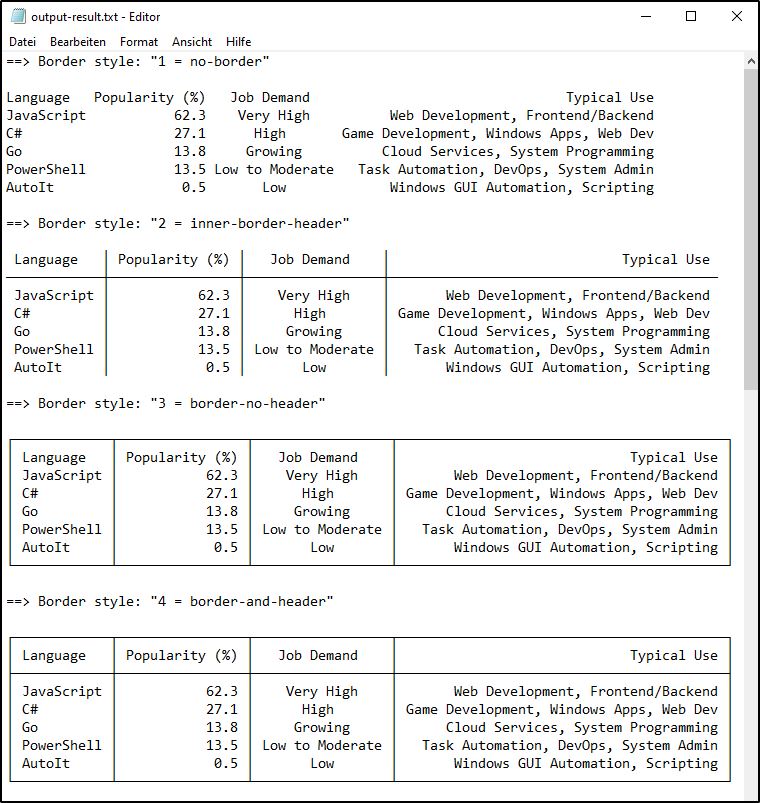 output-result.txt - Editor
Datei Bearbeiten Format Ansicht Hilfe
==> Border style: "1 = no-border"
Language Popularity (%) Job Demand Typical Use
JavaScript 62.3 Very High Web Development, Frontend/Backend
C# 27.1 High Game Development, Windows Apps, Web Dev
Go 13.8 Growing Cloud Services, System Programming
PowerShell 13.5 Low to Moderate Task Automation, DevOps, System Admin
AutoIt 0.5 Low Windows GUI Automation, Scripting
==> Border style: "2 = inner-border-header"
Language Popularity (%) Job Demand Typical Use
JavaScript 62.3 Very High Web Development, Frontend/Backend
C# 27.1 High Game Development, Windows Apps, Web Dev
Go 13.8 Growing Cloud Services, System Programming
PowerShell 13.5 Low to Moderate Task Automation, DevOps, System Admin
AutoIt 0.5 Low Windows GUI Automation, Scripting
==> Border style: "3 = border-no-header"
Language Popularity (%) Job Demand Typical Use
JavaScript 62.3 Very High Web Development, Frontend/Backend
C# 27.1 High Game Development, Windows Apps, Web Dev
Go 13.8 Growing Cloud Services, System Programming
PowerShell 13.5 Low to Moderate Task Automation, DevOps, System Admin
AutoIt 0.5 Low Windows GUI Automation, Scripting
==> Border style: "4 = border-and-header"
Language Popularity (%) Job Demand Typical Use
JavaScript 62.3 Very High Web Development, Frontend/Backend
C# 27.1 High Game Development, Windows Apps, Web Dev
Go 13.8 Growing Cloud Services, System Programming
PowerShell 13.5 Low to Moderate Task Automation, DevOps, System Admin
AutoIt 0.5 Low Windows GUI Automation, Scripting